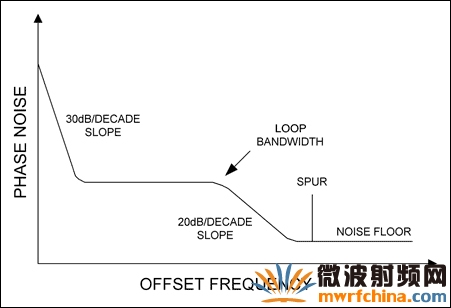 PHASE NOISE
30dB/DECADE
SLOPE
LOOP
BANDWIDTH
SPUR
20dB/DECADE
SLOPE
NOISE FLOOR
OFFSET FREQUENCY
微波射频网
mwrfchina.com